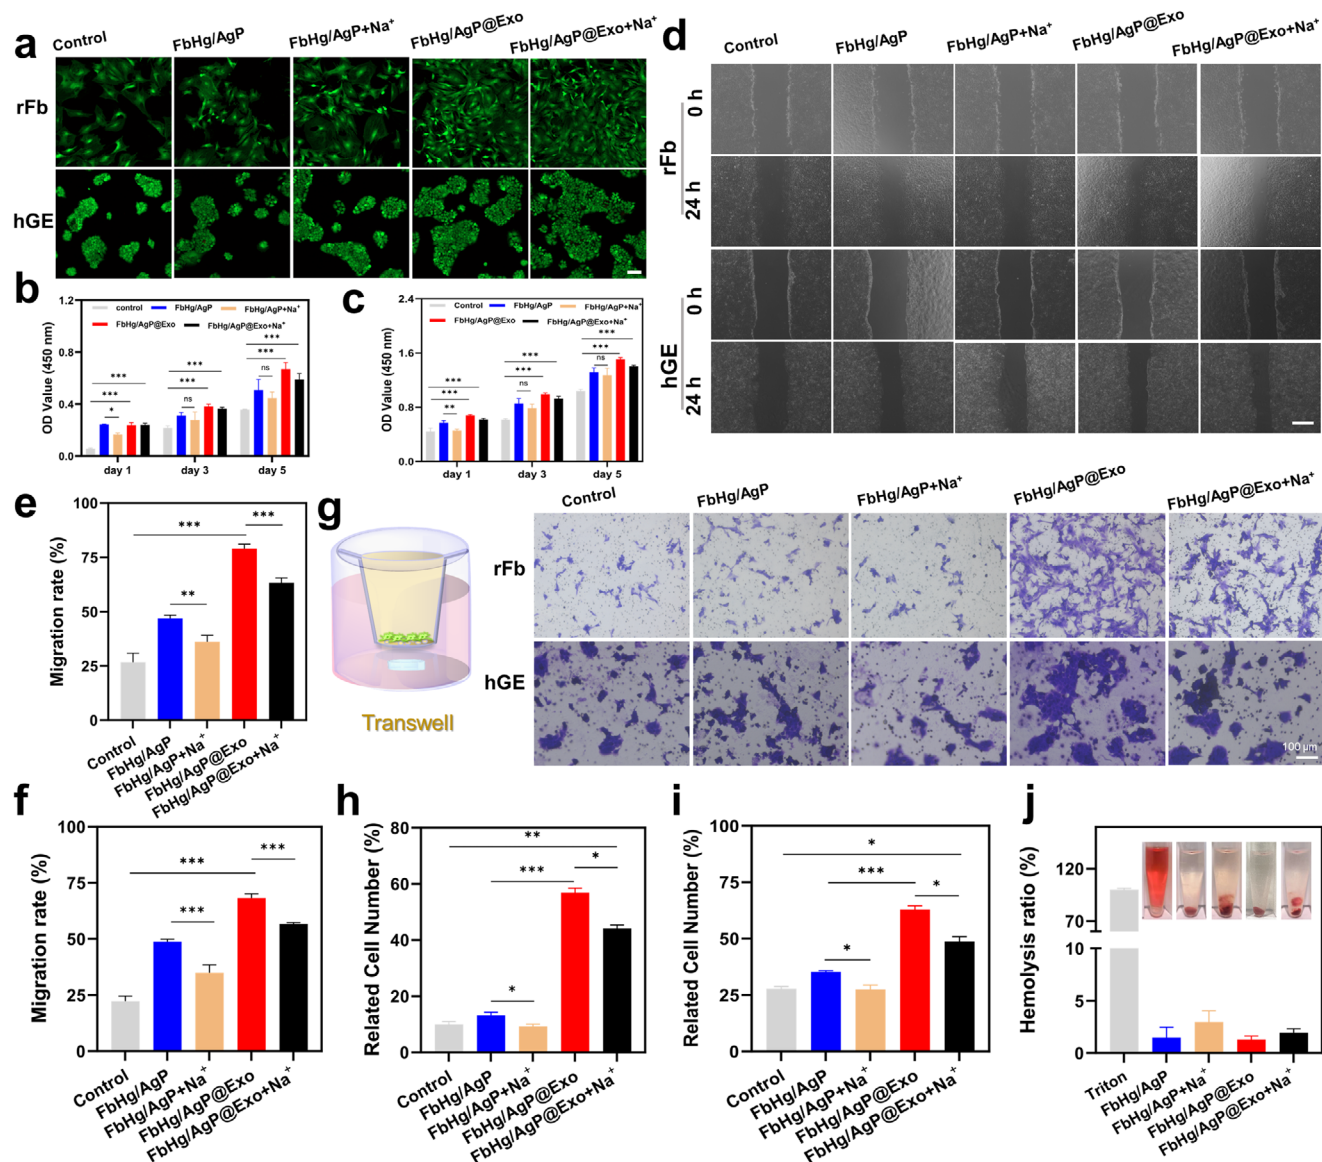 a
Control
FbHg/AgP
FbHg/AgP+Na⁺
FbHg/AgP@Exo
FbHg/AgP@Exo+Na⁺
rFb
hGE
b
OD Value (450 nm)
1.2
0.8
0.4
0.0
control
FbHg/AgP
FbHg/AgP+Na⁺
FbHg/AgP@Exo
FbHg/AgP@Exo+Na⁺
***
***
*
***
***
ns
***
***
ns
day 1
day 3
day 5
c
OD Value (450 nm)
2.4
1.6
0.8
0.0
Control
FbHg/AgP
FbHg/AgP+Na⁺
FbHg/AgP@Exo
FbHg/AgP@Exo+Na⁺
***
***
**
***
***
ns
***
***
ns
day 1
day 3
day 5
d
Control
FbHg/AgP
FbHg/AgP+Na⁺
FbHg/AgP@Exo
FbHg/AgP@Exo+Na⁺
rFb
0 h
24 h
hGE
0 h
24 h
e
Migration rate (%)
100
75
50
25
0
***
***
**
Control
FbHg/AgP
FbHg/AgP+Na⁺
FbHg/AgP@Exo
FbHg/AgP@Exo+Na⁺
g
Transwell
Control
FbHg/AgP
FbHg/AgP+Na⁺
FbHg/AgP@Exo
FbHg/AgP@Exo+Na⁺
rFb
hGE
100 μm
f
Migration rate (%)
100
75
50
25
0
***
***
***
Control
FbHg/AgP
FbHg/AgP+Na⁺
FbHg/AgP@Exo
FbHg/AgP@Exo+Na⁺
h
Related Cell Number (%)
80
60
40
20
0
**
***
*
*
Control
FbHg/AgP
FbHg/AgP+Na⁺
FbHg/AgP@Exo
FbHg/AgP@Exo+Na⁺
i
Related Cell Number (%)
100
75
50
25
0
*
***
*
*
Control
FbHg/AgP
FbHg/AgP+Na⁺
FbHg/AgP@Exo
FbHg/AgP@Exo+Na⁺
j
Hemolysis ratio (%)
120
70
10
5
0
Triton
FbHg/AgP
FbHg/AgP+Na⁺
FbHg/AgP@Exo
FbHg/AgP@Exo+Na⁺